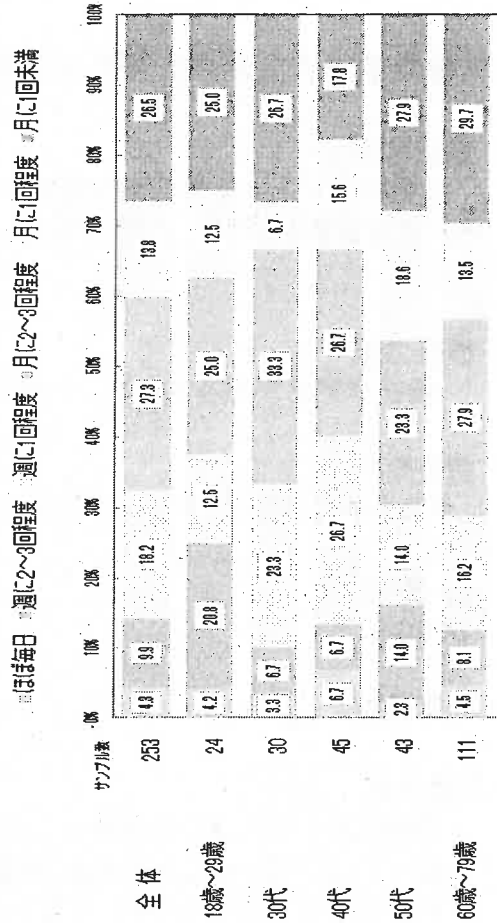 ほぼ毎日 週に2～3回程度 週に1回程度 月に2～3回程度 月に1回程度 月に1回未満
サンプル数 0% 10% 20% 30% 40% 50% 60% 70% 80% 90% 100%
全体 253 4.3 9.9 18.2 27.3 13.8 26.5
18歳～29歳 24 4.2 20.8 12.5 25.0 12.5 25.0
30代 30 3.3 6.7 23.3 33.3 6.7 26.7
40代 45 6.7 6.7 26.7 26.7 15.6 17.8
50代 43 2.3 14.0 14.0 23.3 18.6 27.9
60歳～79歳 111 4.5 8.1 16.2 27.9 13.5 29.7